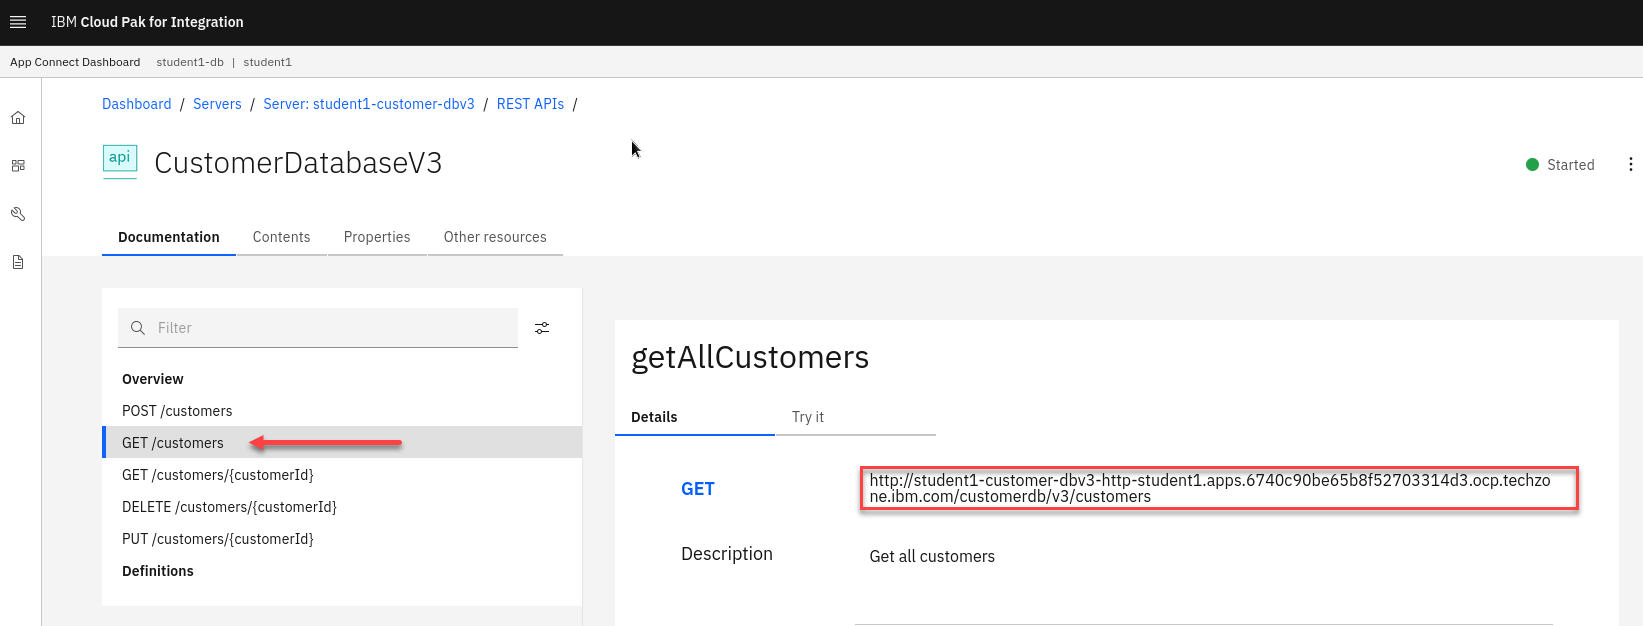 IBM Cloud Pak for Integration
App Connect Dashboard student1-db | student1
Dashboard / Servers / Server: student1-customer-dbv3 / REST APIs /
api CustomerDatabaseV3
Started
Documentation Contents Properties Other resources
Filter
Overview
POST /customers
GET /customers
GET /customers/{customerId}
DELETE /customers/{customerId}
PUT /customers/{customerId}
Definitions
getAllCustomers
Details Try it
GET http://student1-customer-dbv3-http-student1.apps.6740c90be65b8f52703314d3.ocp.techzo
ne.ibm.com/customerdb/v3/customers
Description Get all customers